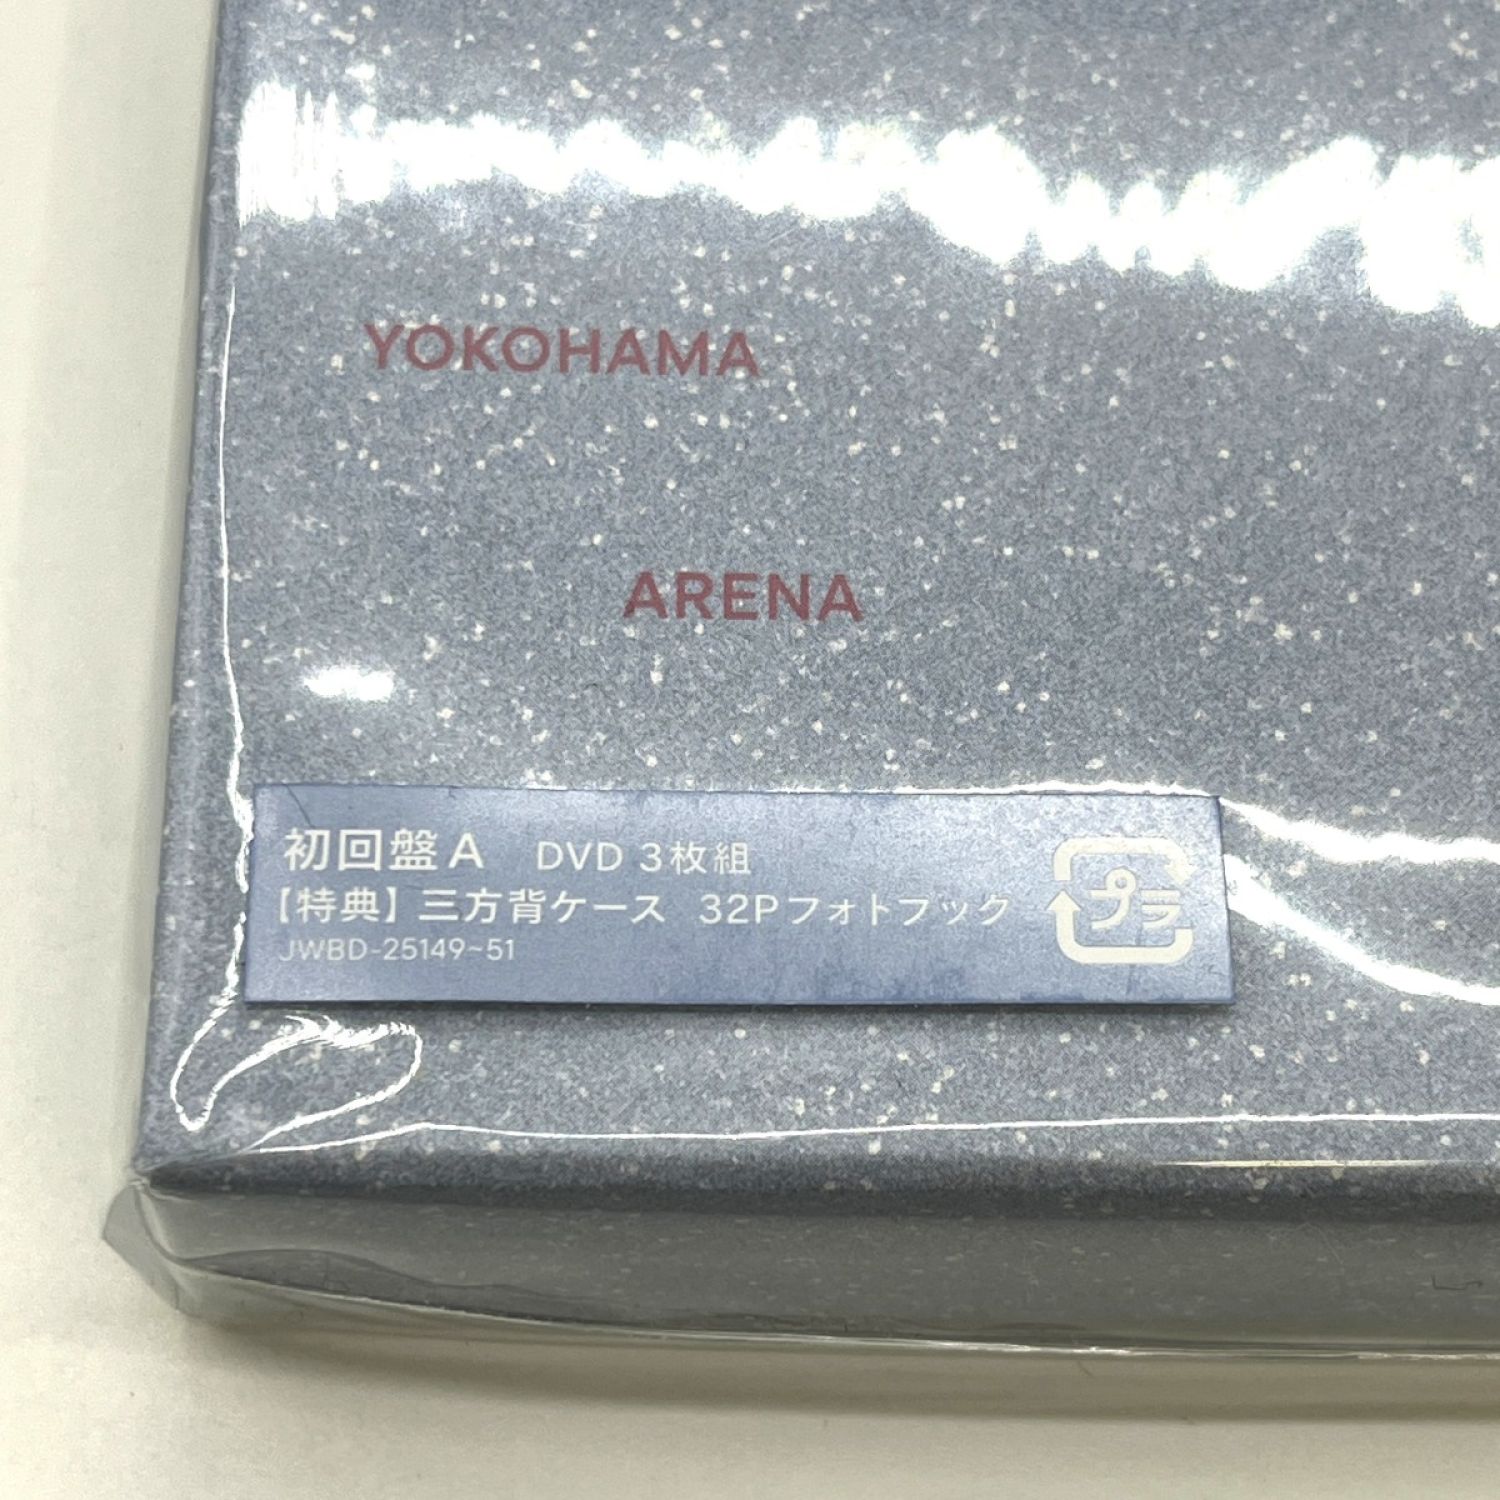 YOKOHAMA
ARENA
初回盤A DVD 3枚組
【特典】三方背ケース 32Pフォトブック
JWBD-25149~51
プラ